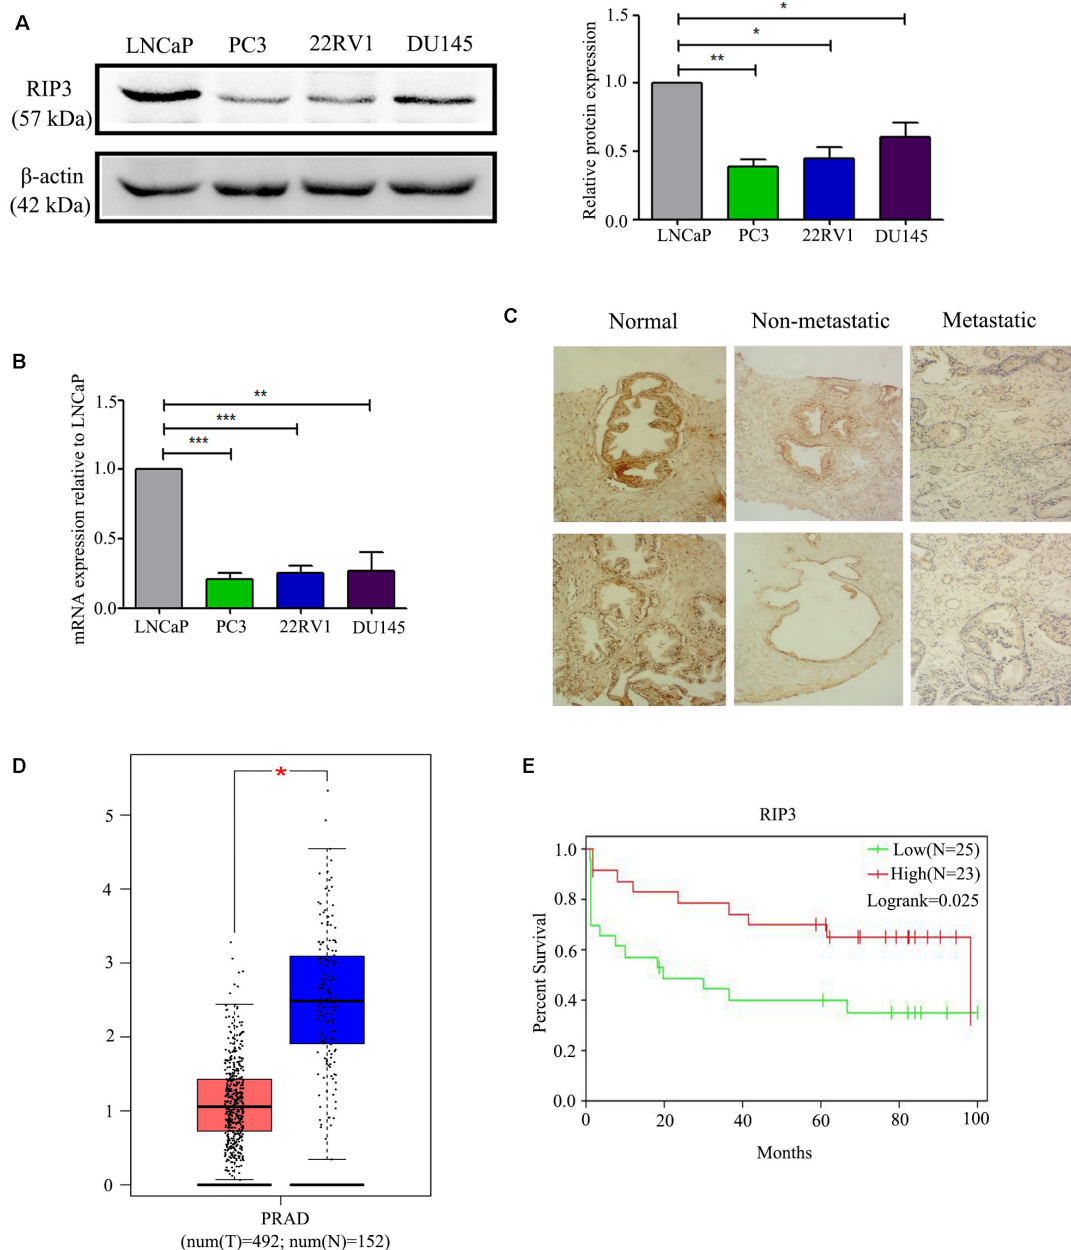 A
LNCaP PC3 22RV1 DU145
RIP3
(57 kDa)
β-actin
(42 kDa)
Relative protein expression
1.5
1.0
0.5
0.0
*
*
**
LNCaP PC3 22RV1 DU145
B
mRNA expression relative to LNCaP
1.5
1.0
0.5
0.0
**
***
***
LNCaP PC3 22RV1 DU145
C
Normal Non-metastatic Metastatic
D
5
4
3
2
1
0
*
PRAD
(num(T)=492; num(N)=152)
E
RIP3
Percent Survival
1.0
0.8
0.6
0.4
0.2
0.0
Low(N=25)
High(N=23)
Logrank=0.025
0 20 40 60 80 100
Months